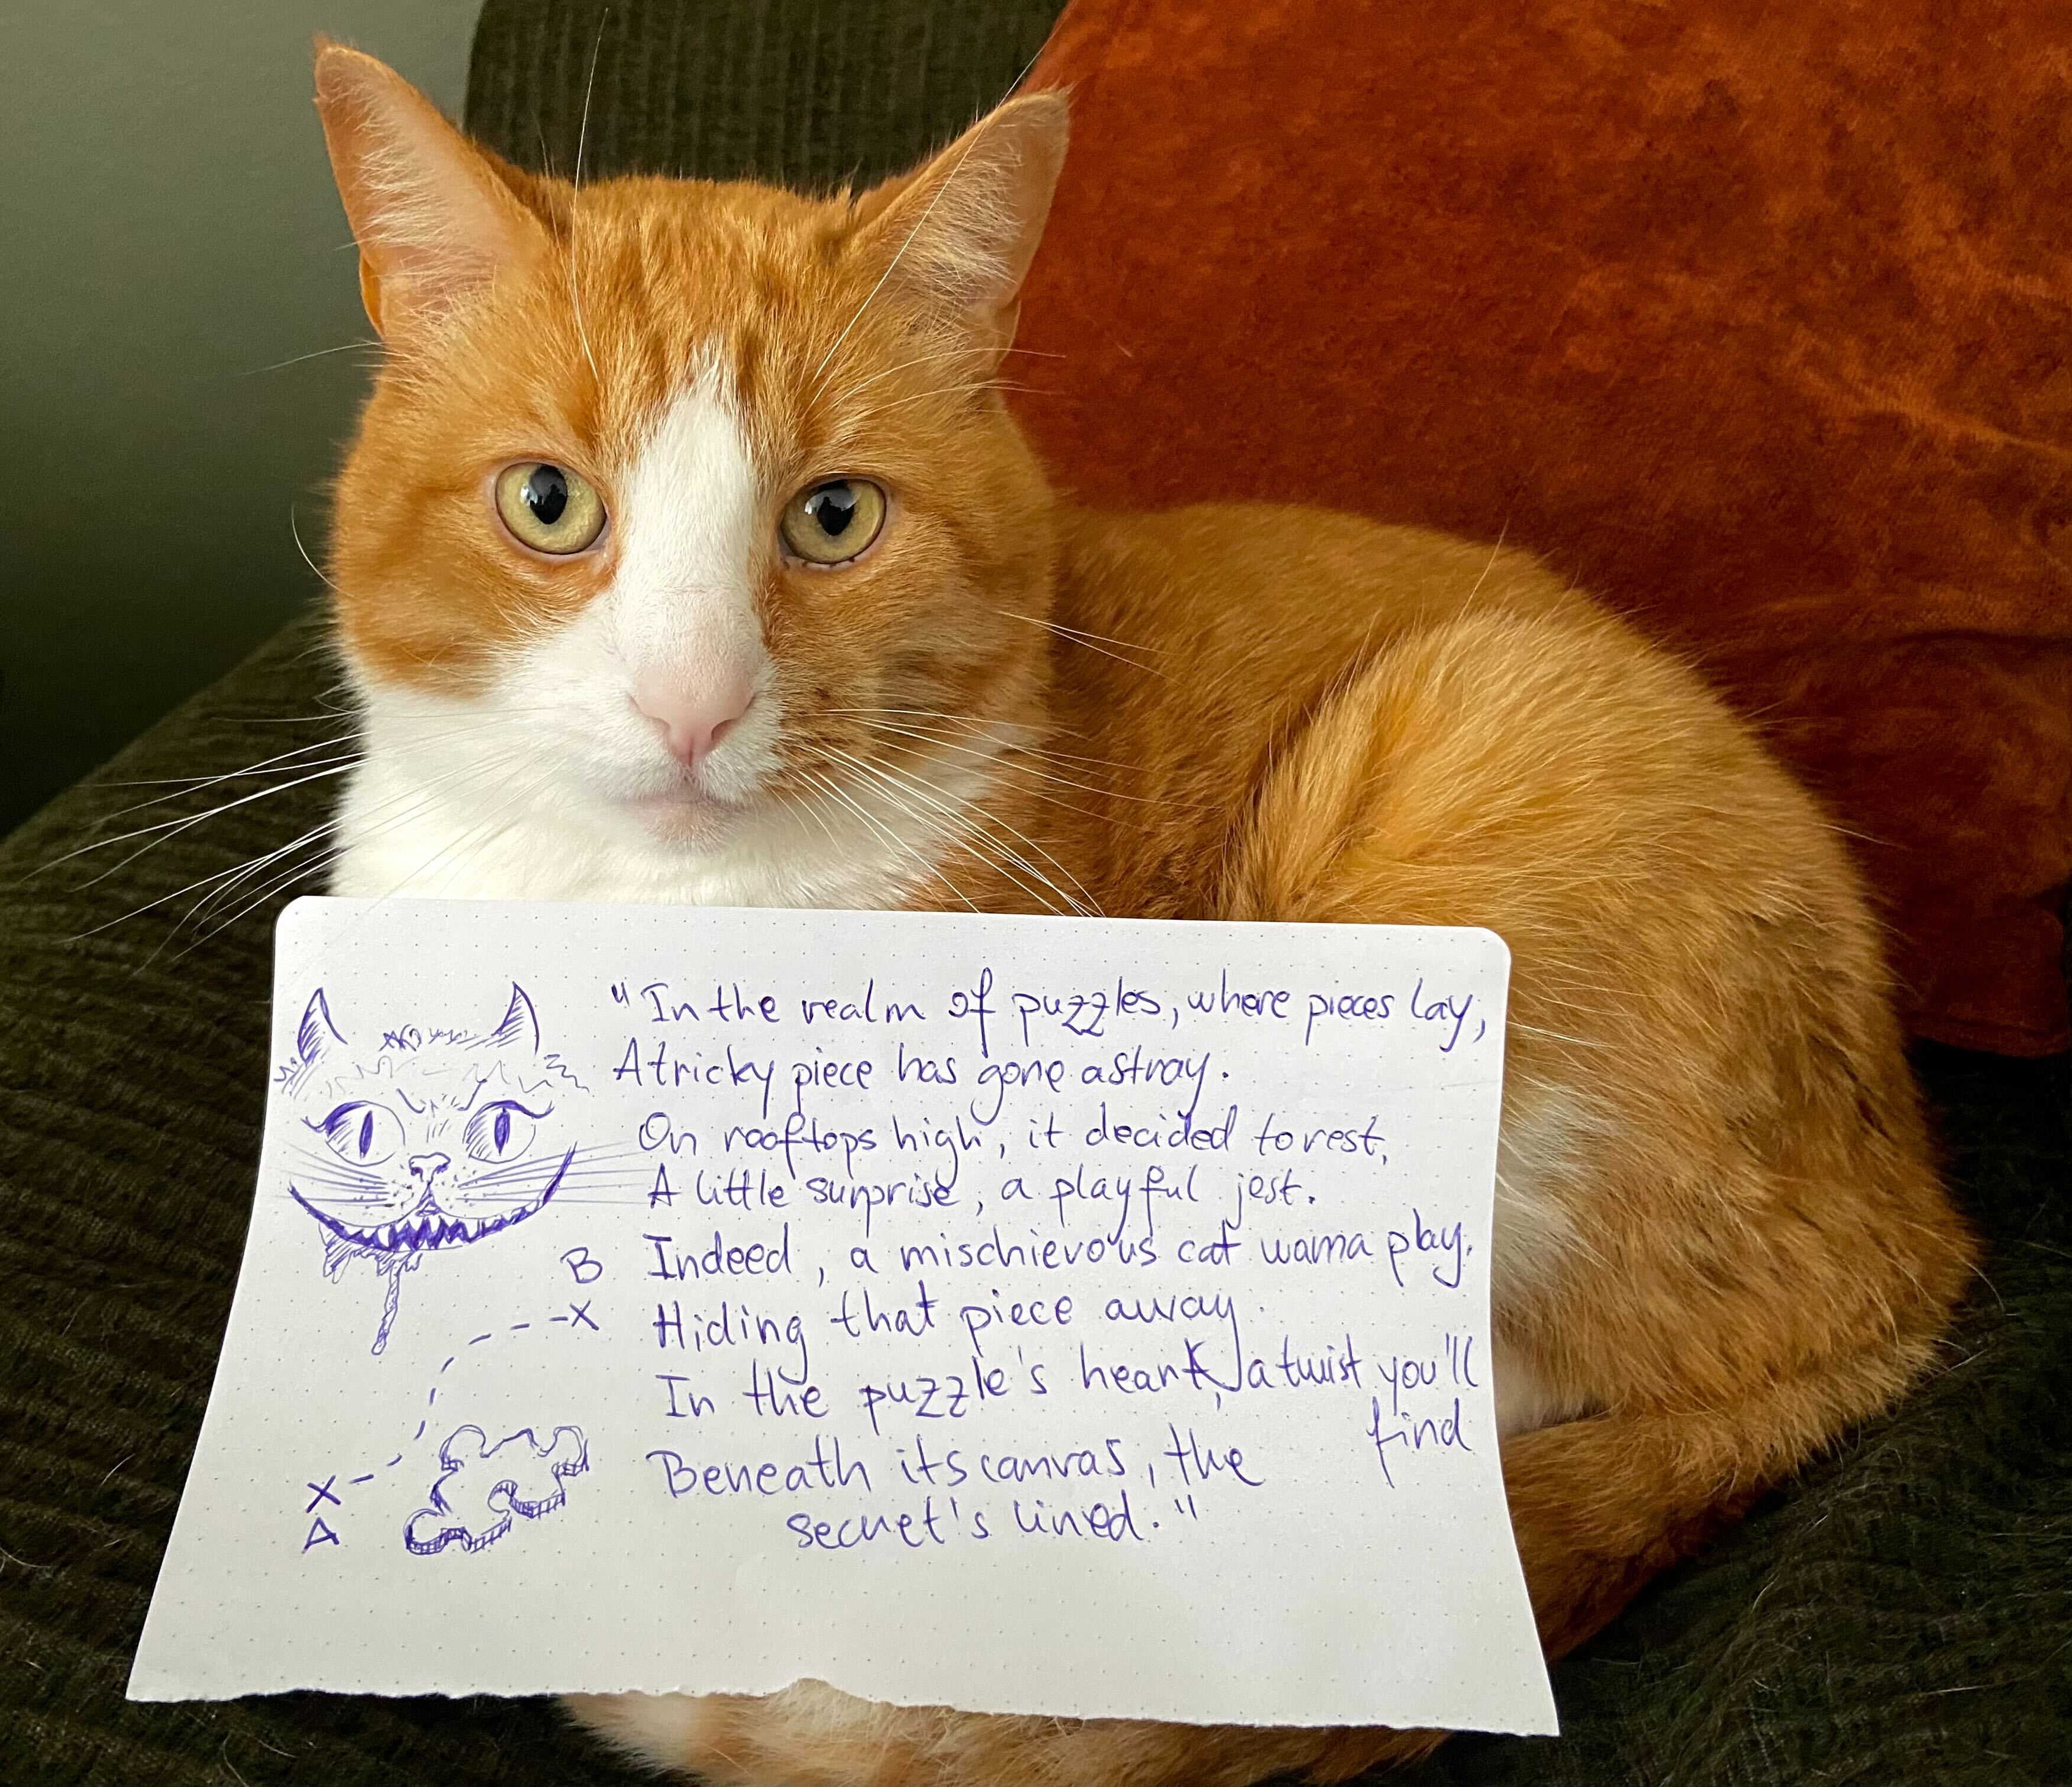 "In the realm of puzzles, where pieces lay,
A tricky piece has gone astray.
On rooftops high, it decided to rest,
A little surprise, a playful jest.
B
Indeed, a mischievous cat wanna play.
X
Hiding that piece away.
In the puzzle's heart, a twist you'll
find
Beneath its canvas, the
secret's lined."
X
A